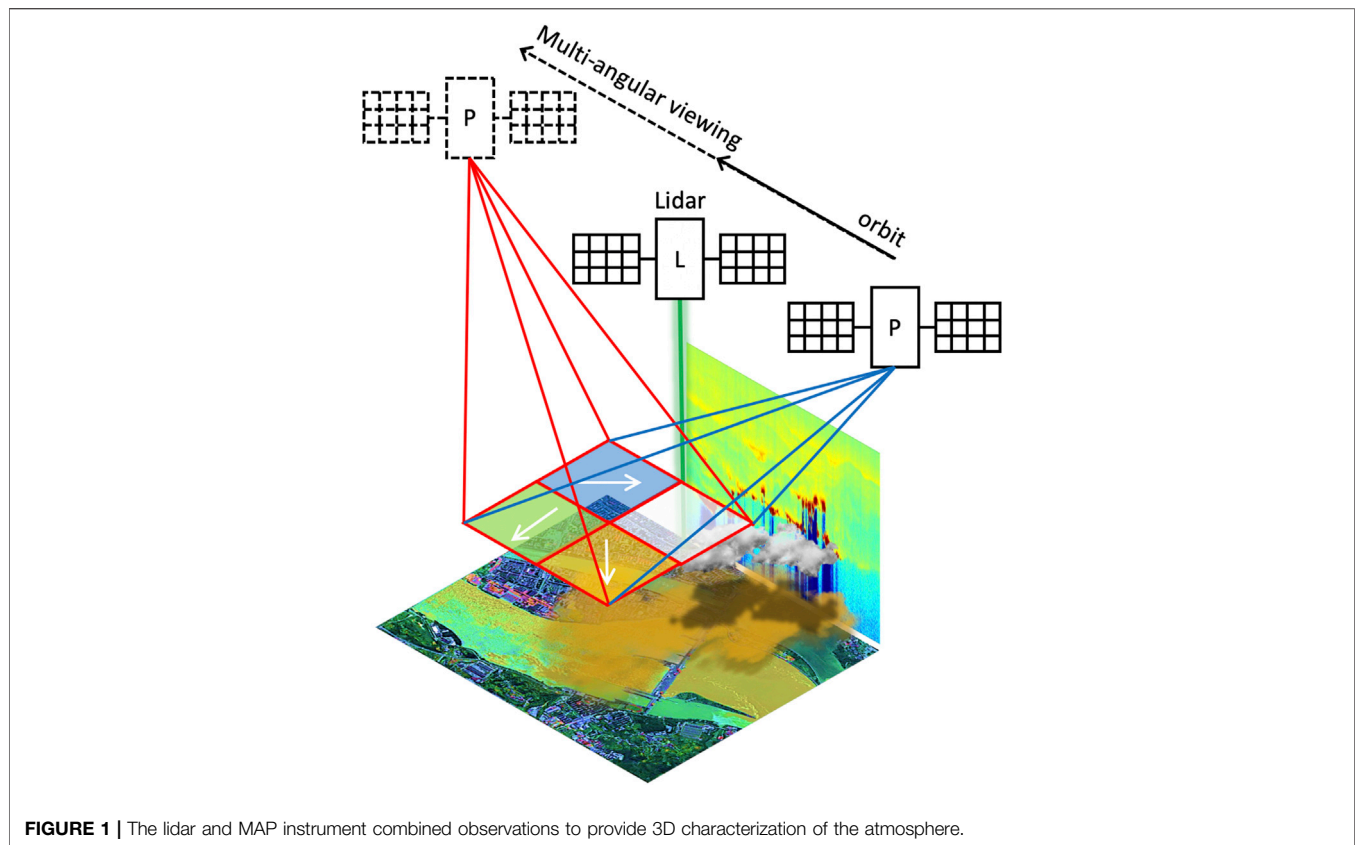 Multi-angular viewing
orbit
P
Lidar
L
P
FIGURE 1 | The lidar and MAP instrument combined observations to provide 3D characterization of the atmosphere.